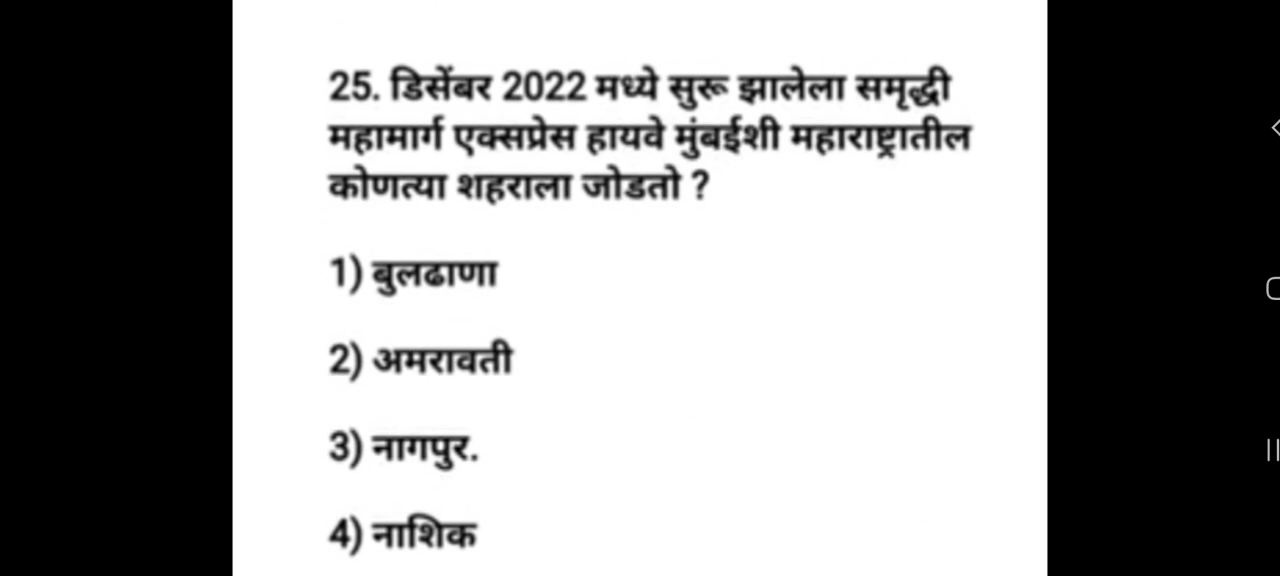 25. डिसेंबर 2022 मध्ये सुरू झालेला समृद्धी
महामार्ग एक्सप्रेस हायवे मुंबईशी महाराष्ट्रातील
कोणत्या शहराला जोडतो ?
1) बुलढाणा
2) अमरावती
3) नागपुर.
4) नाशिक